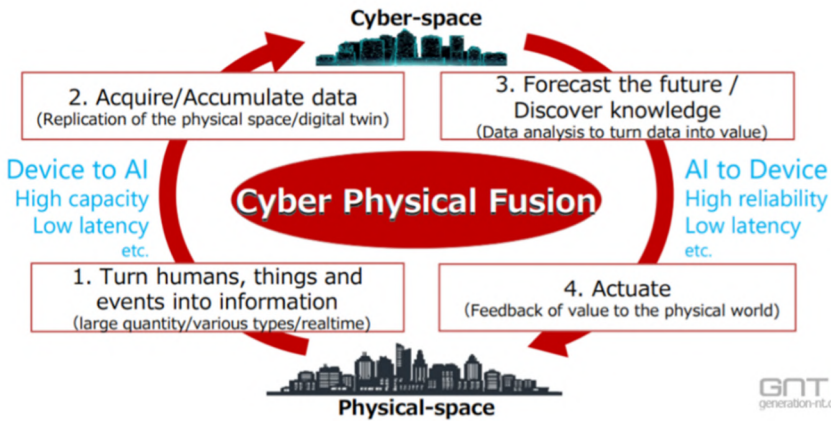 Cyber-space
2. Acquire/Accumulate data
(Replication of the physical space/digital twin)
3. Forecast the future /
Discover knowledge
(Data analysis to turn data into value)
Device to AI
High capacity
Low latency
etc.
Cyber Physical Fusion
AI to Device
High reliability
Low latency
etc.
1. Turn humans, things and
events into information
(large quantity/various types/realtime)
4. Actuate
(Feedback of value to the physical world)
Physical-space
GNT